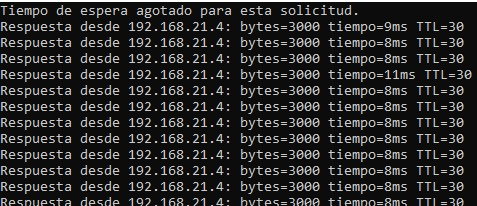 Tiempo de espera agotado para esta solicitud.
Respuesta desde 192.168.21.4: bytes=3000 tiempo=9ms TTL=30
Respuesta desde 192.168.21.4: bytes=3000 tiempo=8ms TTL=30
Respuesta desde 192.168.21.4: bytes=3000 tiempo=8ms TTL=30
Respuesta desde 192.168.21.4: bytes=3000 tiempo=11ms TTL=30
Respuesta desde 192.168.21.4: bytes=3000 tiempo=8ms TTL=30
Respuesta desde 192.168.21.4: bytes=3000 tiempo=8ms TTL=30
Respuesta desde 192.168.21.4: bytes=3000 tiempo=8ms TTL=30
Respuesta desde 192.168.21.4: bytes=3000 tiempo=8ms TTL=30
Respuesta desde 192.168.21.4: bytes=3000 tiempo=8ms TTL=30
Respuesta desde 192.168.21.4: bytes=3000 tiempo=8ms TTL=30
Respuesta desde 192.168.21.4: bytes=3000 tiempo=8ms TTL=30